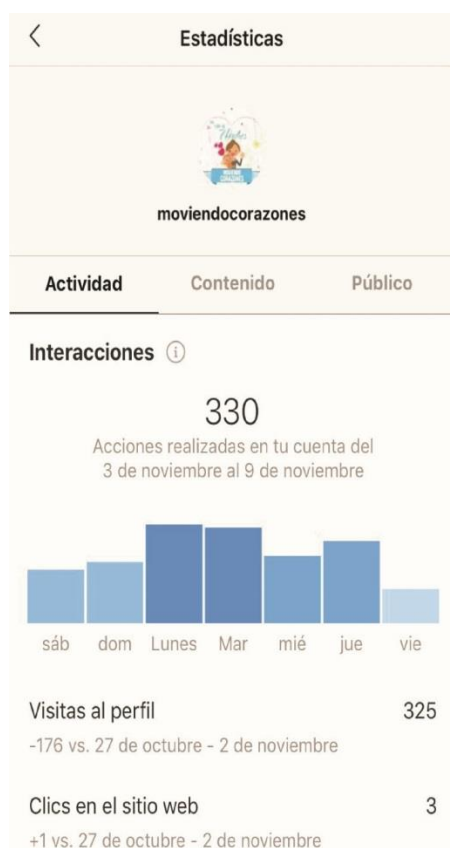 Estadísticas
moviendocorazones
Actividad Contenido Público
Interacciones
330
Acciones realizadas en tu cuenta del
3 de noviembre al 9 de noviembre
sáb dom Lunes Mar mié jue vie
Visitas al perfil 325
-176 vs. 27 de octubre - 2 de noviembre
Clics en el sitio web 3
+1 vs. 27 de octubre - 2 de noviembre